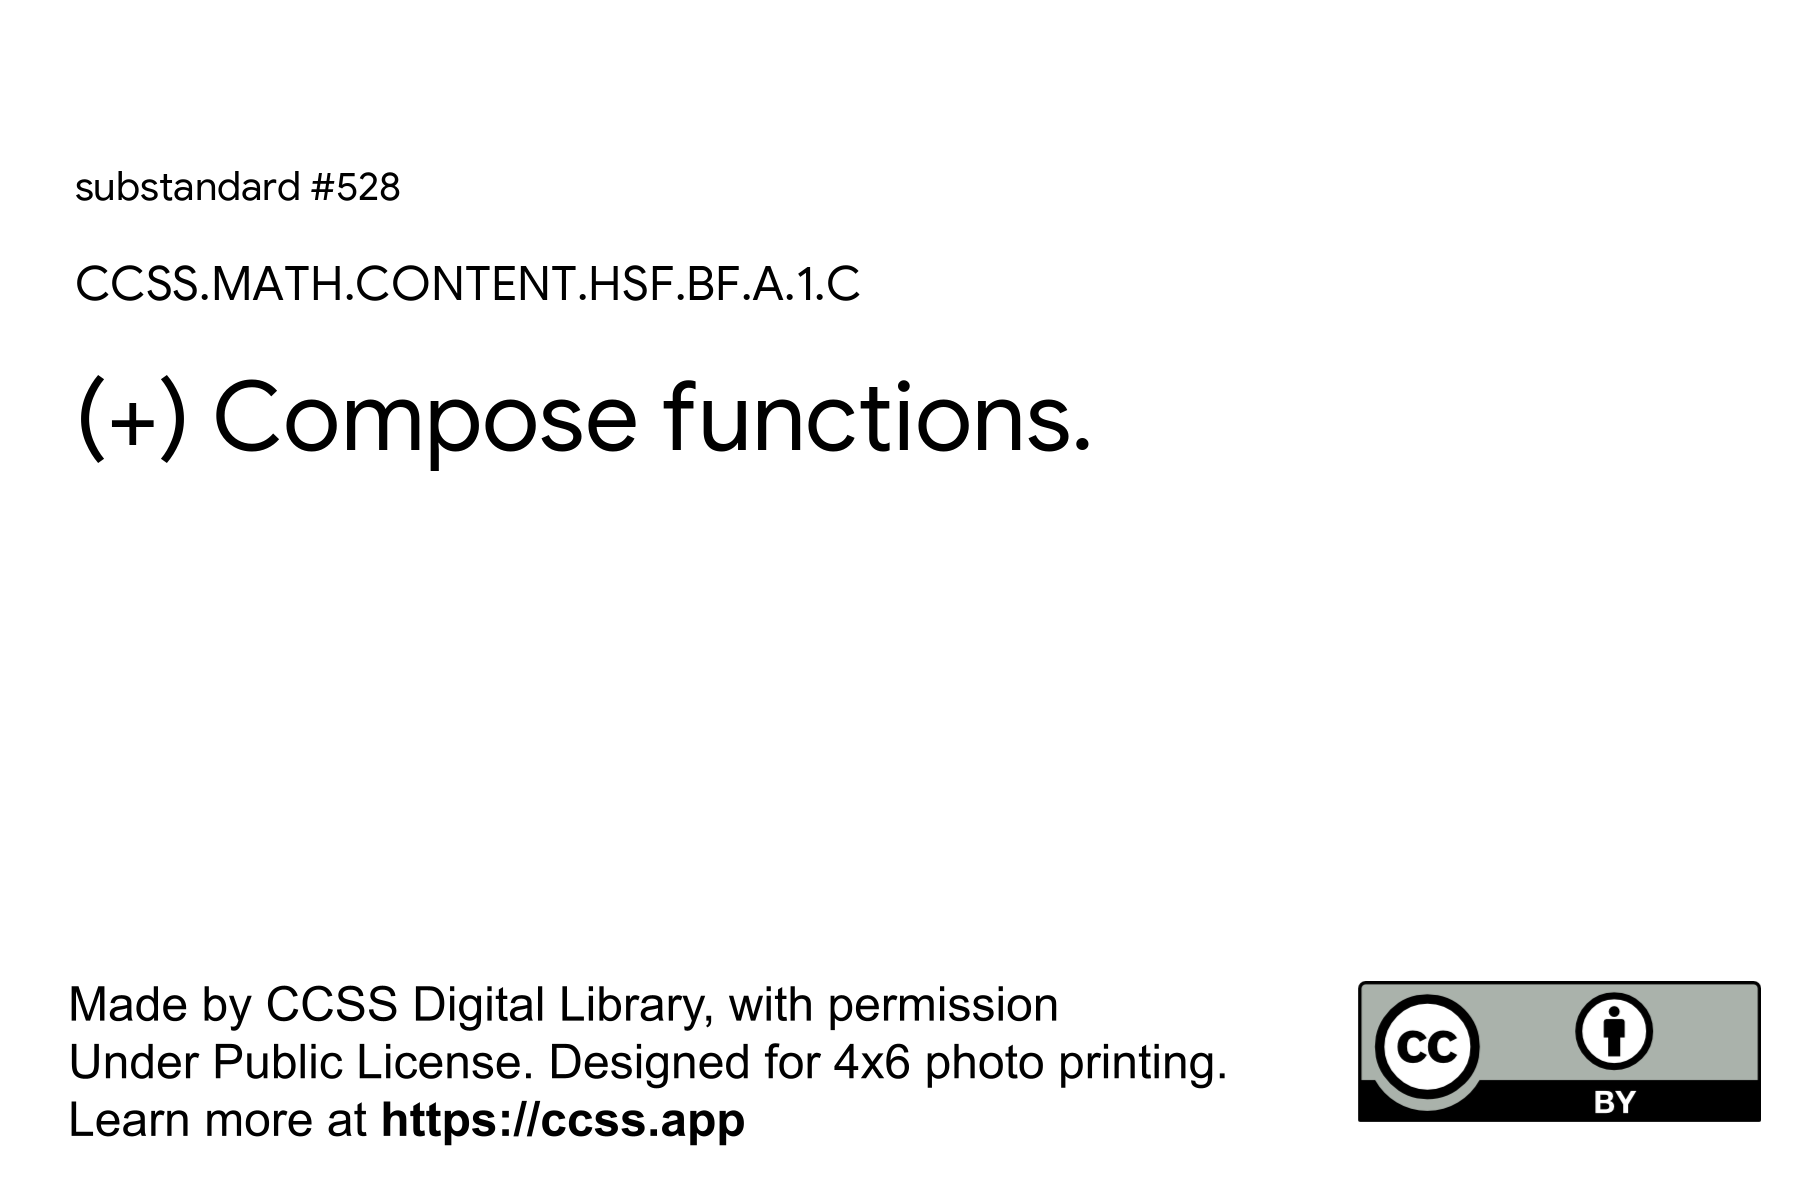 substandard #528
CCSS.MATH.CONTENT.HSF.BF.A.1.C
(+) Compose functions.
Made by CCSS Digital Library, with permission
Under Public License. Designed for 4x6 photo printing.
Learn more at https://ccss.app
cc
BY